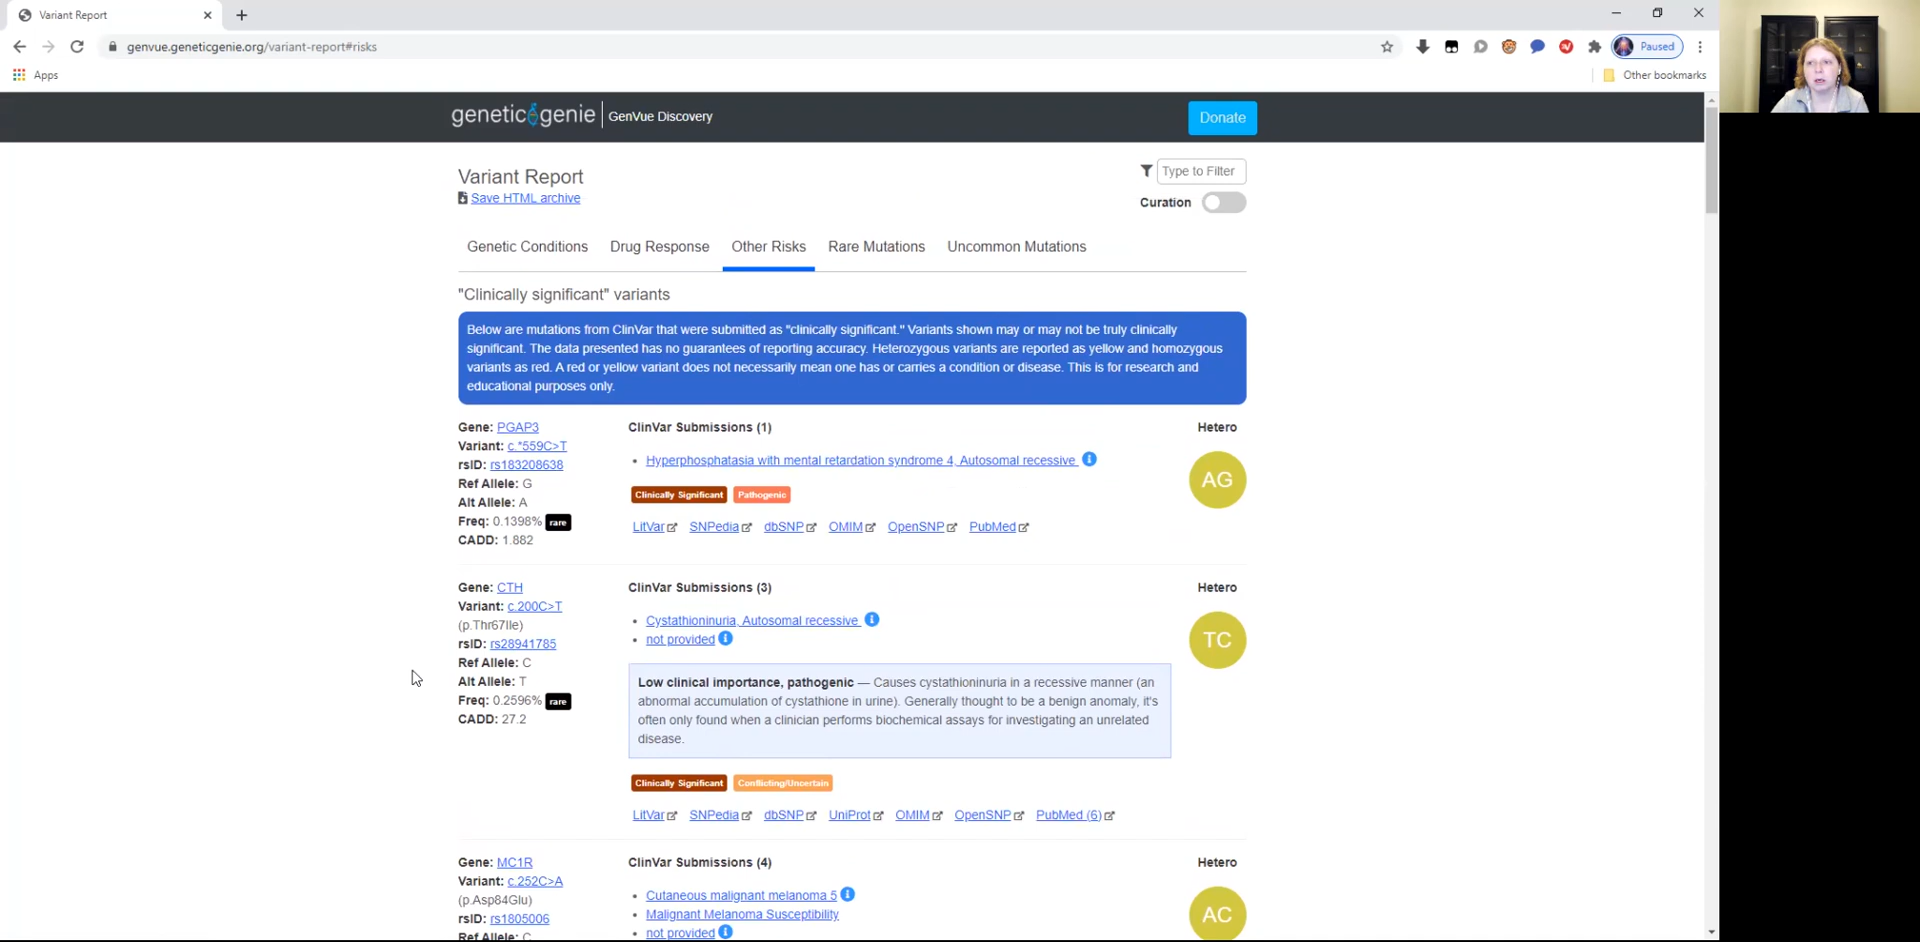 Variant Report
genvue.geneticgenie.org/variant-report#risks
Paused
Apps
Other bookmarks
genetic genie | GenVue Discovery
Donate
Variant Report
Type to Filter
Save HTML archive
Curation
Genetic Conditions Drug Response Other Risks Rare Mutations Uncommon Mutations
"Clinically significant" variants
Below are mutations from ClinVar that were submitted as "clinically significant." Variants shown may or may not be truly clinically
significant. The data presented has no guarantees of reporting accuracy. Heterozygous variants are reported as yellow and homozygous
variants as red. A red or yellow variant does not necessarily mean one has or carries a condition or disease. This is for research and
educational purposes only.
Gene: PGAP3
Variant: c.*559C>T
rsID: rs183208638
Ref Allele: G
Alt Allele: A
Freq: 0.1398% rare
CADD: 1.882
ClinVar Submissions (1)
• Hyperphosphatasia with mental retardation syndrome 4, Autosomal recessive
Clinically Significant Pathogenic
LitVar SNPedia dbSNP OMIM OpenSNP PubMed
Hetero
AG
Gene: CTH
Variant: c.200C>T
(p.Thr67Ile)
rsID: rs28941785
Ref Allele: C
Alt Allele: T
Freq: 0.2596% rare
CADD: 27.2
ClinVar Submissions (3)
• Cystathioninuria, Autosomal recessive
• not provided
Low clinical importance, pathogenic — Causes cystathioninuria in a recessive manner (an
abnormal accumulation of cystathione in urine). Generally thought to be a benign anomaly, it's
often only found when a clinician performs biochemical assays for investigating an unrelated
disease.
Clinically Significant Conflicting/Uncertain
LitVar SNPedia dbSNP UniProt OMIM OpenSNP PubMed (6)
Hetero
TC
Gene: MC1R
Variant: c.252C>A
(p.Asp84Glu)
rsID: rs1805006
Ref Allele: C
ClinVar Submissions (4)
• Cutaneous malignant melanoma 5
• Malignant Melanoma Susceptibility
• not provided
Hetero
AC